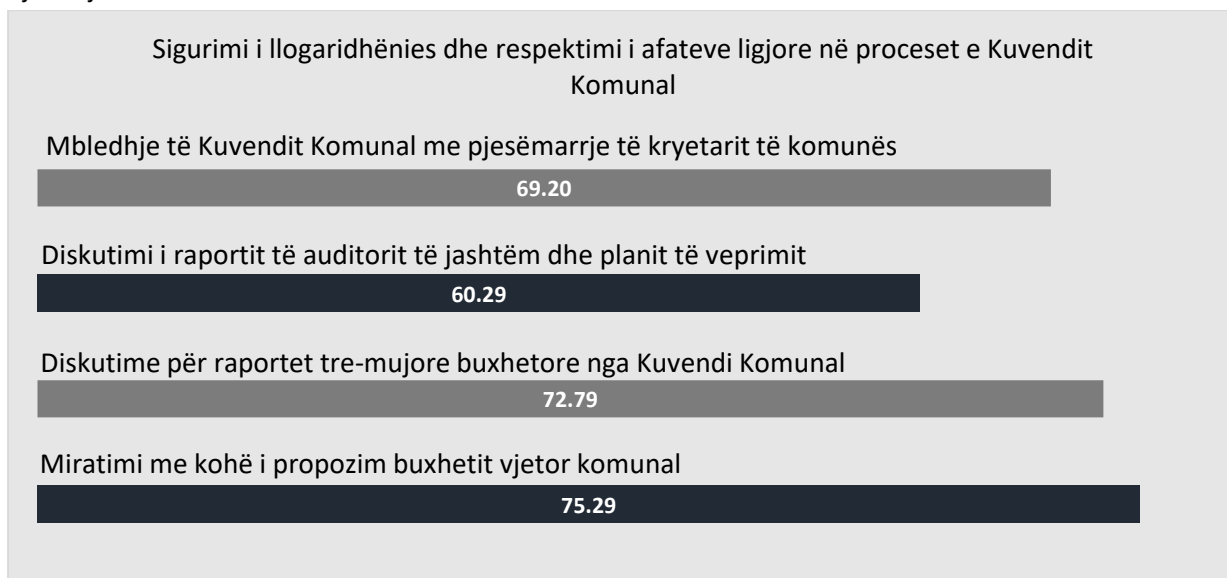 Sigurimi i llogaridhënies dhe respektimi i afateve ligjore në proceset e Kuvendit
Komunal
Mbledhje të Kuvendit Komunal me pjesëmarrje të kryetarit të komunës
69.20
Diskutimi i raportit të auditorit të jashtëm dhe planit të veprimit
60.29
Diskutime për raportet tre-mujore buxhetore nga Kuvendi Komunal
72.79
Miratimi me kohë i propozim buxhetit vjetor komunal
75.29